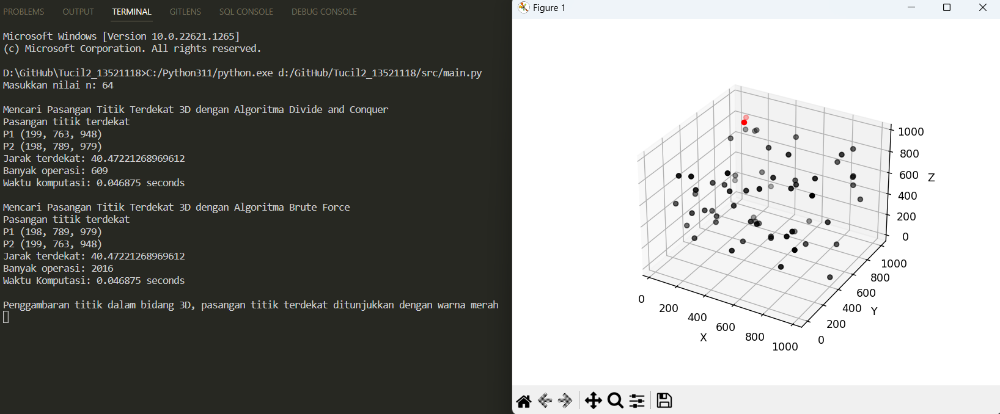 PROBLEMS OUTPUT TERMINAL GITLENS SQL CONSOLE DEBUG CONSOLE
Microsoft Windows [Version 10.0.22621.1265]
(c) Microsoft Corporation. All rights reserved.
D:\GitHub\Tucil2_13521118>C:/Python311/python.exe d:/GitHub/Tucil2_13521118/src/main.py
Masukkan nilai n: 64
Mencari Pasangan Titik Terdekat 3D dengan Algoritma Divide and Conquer
Pasangan titik terdekat
P1 (199, 763, 948)
P2 (198, 789, 979)
Jarak terdekat: 40.47221268969612
Banyak operasi: 609
Waktu komputasi: 0.046875 seconds
Mencari Pasangan Titik Terdekat 3D dengan Algoritma Brute Force
Pasangan titik terdekat
P1 (198, 789, 979)
P2 (199, 763, 948)
Jarak terdekat: 40.47221268969612
Banyak operasi: 2016
Waktu Komputasi: 0.046875 seconds
Penggambaran titik dalam bidang 3D, pasangan titik terdekat ditunjukkan dengan warna merah
Figure 1
1000
800
600
Z
400
200
0
1000
800
600
400
Y
200
0
0
200
400
600
800
1000
X